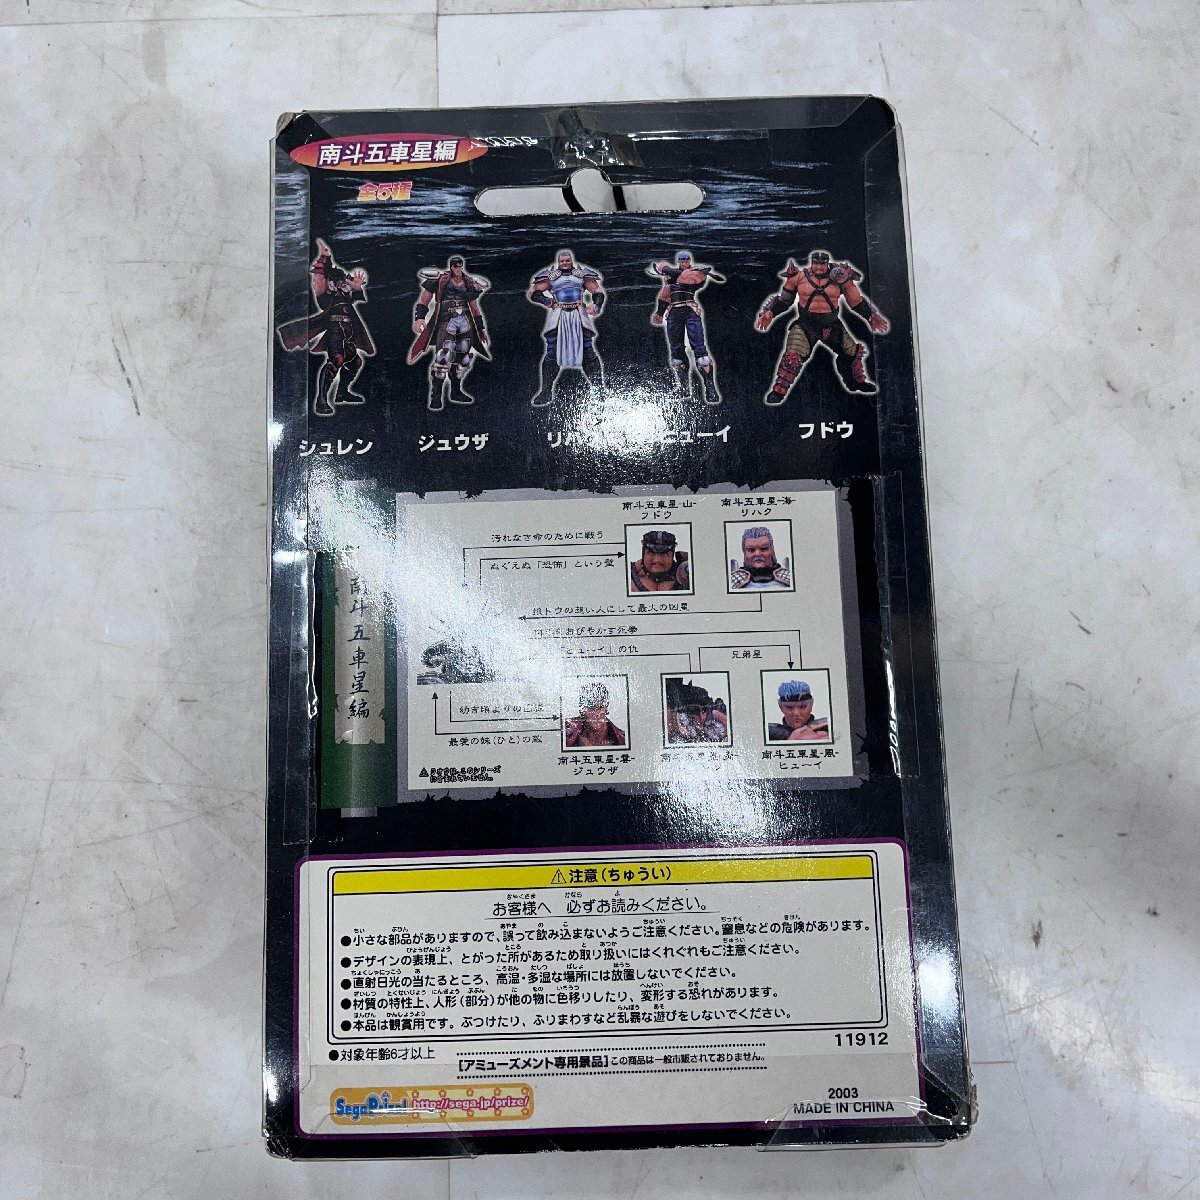 南斗五車星編
全5種
シュレン
ジュウザ
リハク
ヒューイ
フドウ
南斗五車星-山-
フドウ
南斗五車星-海-
リハク
汚れなき命のために戦う
ぬぐえぬ「恐怖」という壁
兄弟星
「ヒューイ」の仇
最愛の妹(ひと)の敵
南斗五車星-雲-
ジュウザ
南斗五車星
南斗五車星-風-
ヒューイ
南斗五車星編
⚠注意(ちゅうい)
お客様へ 必ずお読みください。
●小さな部品がありますので、誤って飲み込まないようご注意ください。窒息などの危険があります。
●デザインの表現上、とがった所があるため取り扱いにはくれぐれもご注意ください。
●直射日光の当たるところ、高温・多湿な場所には放置しないでください。
●材質の特性上、人形(部分)が他の物に色移りしたり、変形する恐れがあります。
●本品は観賞用です。ぶつけたり、ふりまわすなど乱暴な遊びをしないでください。
11912
●対象年齢6才以上
[アミューズメント専用景品]この商品は一般市販されておりません。
Sega Prize! http://sega.jp/prize/
2003
MADE IN CHINA